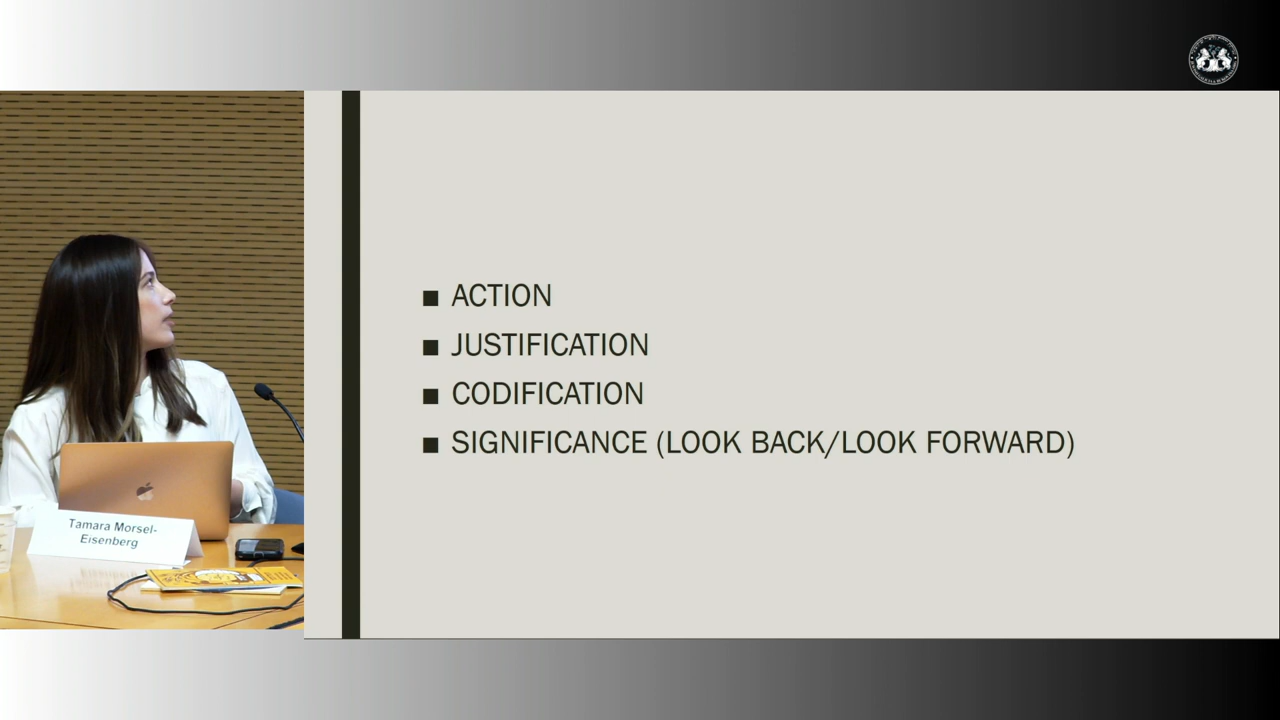 ACTION
JUSTIFICATION
CODIFICATION
SIGNIFICANCE (LOOK BACK/LOOK FORWARD)
Tamara Morsel-
Eisenberg